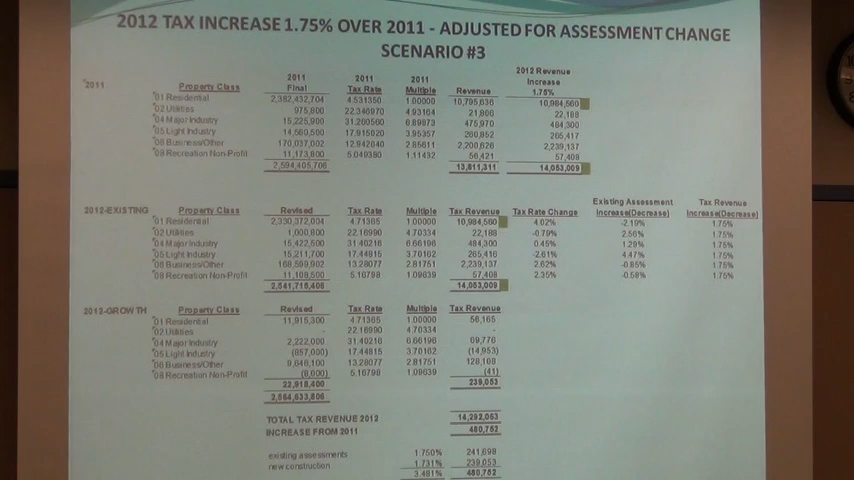 2012 TAX INCREASE 1.75% OVER 2011 - ADJUSTED FOR ASSESSMENT CHANGE
SCENARIO #3
2011 Property Class 2011 Final 2011 Tax Rate 2011 Multiple Revenue 2012 Revenue Increase 1.75%
'01 Residential 2,382,432,704 4.531350 1.00000 10,795,636 10,984,560
'02 Utilities 975,800 22.346970 4.93164 21,806 22,188
'04 Major Industry 15,225,900 31.260560 475,970 484,300
'05 Light Industry 14,560,500 17.915020 3.95357 260,852 265,417
'06 Business/Other 170,037,002 12.942040 2.85611 2,200,626 2,239,137
'08 Recreation Non-Profit 11,173,800 5.049380 1.11432 56,421 57,408
2,594,405,706 13,811,311 14,053,009
2012-EXISTING Property Class Revised Tax Rate Multiple Tax Revenue Tax Rate Change Existing Assessment Increase(Decrease) Tax Revenue Increase(Decrease)
'01 Residential 2,330,372,004 4.71365 1.00000 10,984,560 4.02% -2.19% 1.75%
'02 Utilities 1,000,800 22.16990 4.70334 22,188 -0.79% 2.56% 1.75%
'04 Major Industry 15,422,500 31.40216 6.66196 484,300 0.45% 1.29% 1.75%
'05 Light Industry 15,211,700 17.44815 3.70162 265,416 -2.61% 4.47% 1.75%
'06 Business/Other 168,599,902 13.28077 2.81751 2,239,137 2.62% -0.85% 1.75%
'08 Recreation Non-Profit 11,108,500 5.16798 1.09639 57,408 2.35% -0.58% 1.75%
2,541,715,406 14,053,009
2012-GROWTH Property Class Revised Tax Rate Multiple Tax Revenue
'01 Residential 11,915,300 4.71365 1.00000 56,165
'02 Utilities - 22.16990 4.70334 -
'04 Major Industry 2,222,000 31.40216 6.66196 69,776
'05 Light Industry (857,000) 17.44815 3.70162 (14,953)
'06 Business/Other 9,646,100 13.28077 2.81751 128,108
'08 Recreation Non-Profit (8,000) 5.16798 1.09639 (41)
22,918,400 239,053
2,564,633,806
TOTAL TAX REVENUE 2012 14,292,063
INCREASE FROM 2011 480,752
existing assessments 1.750% 241,698
new construction 1.731% 239,053
3.481% 480,752